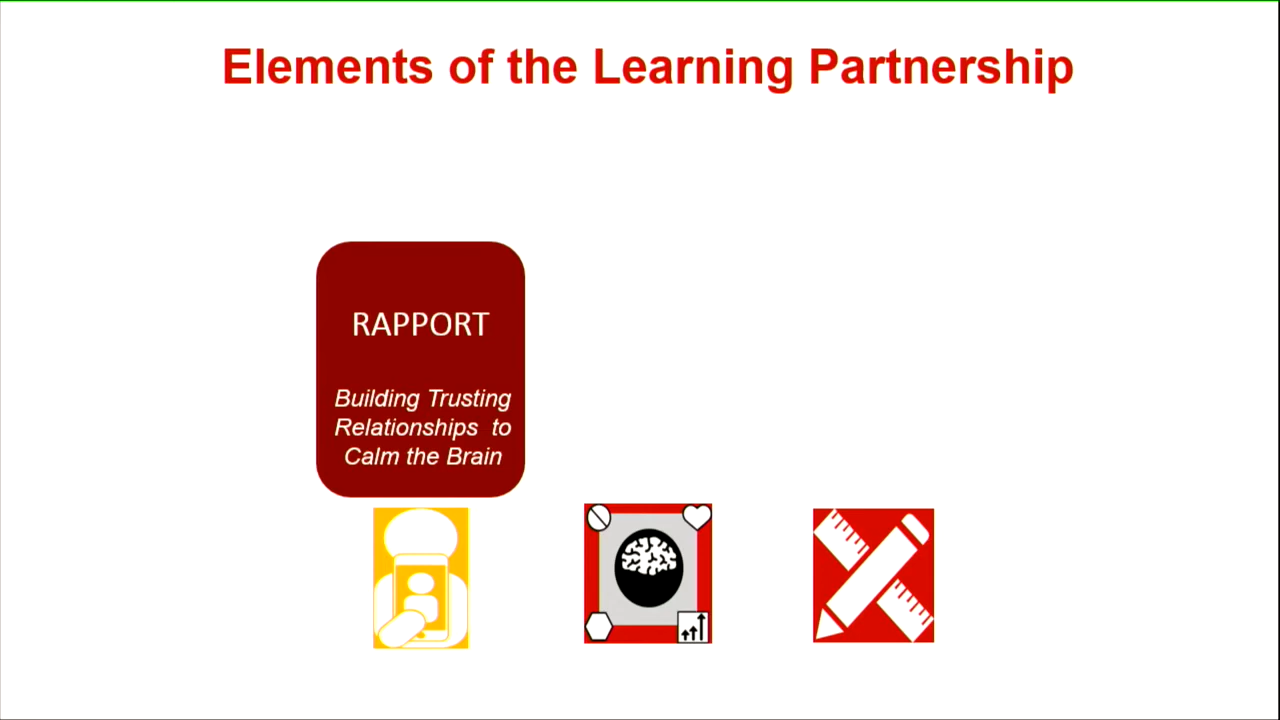 Elements of the Learning Partnership
RAPPORT
Building Trusting
Relationships to
Calm the Brain